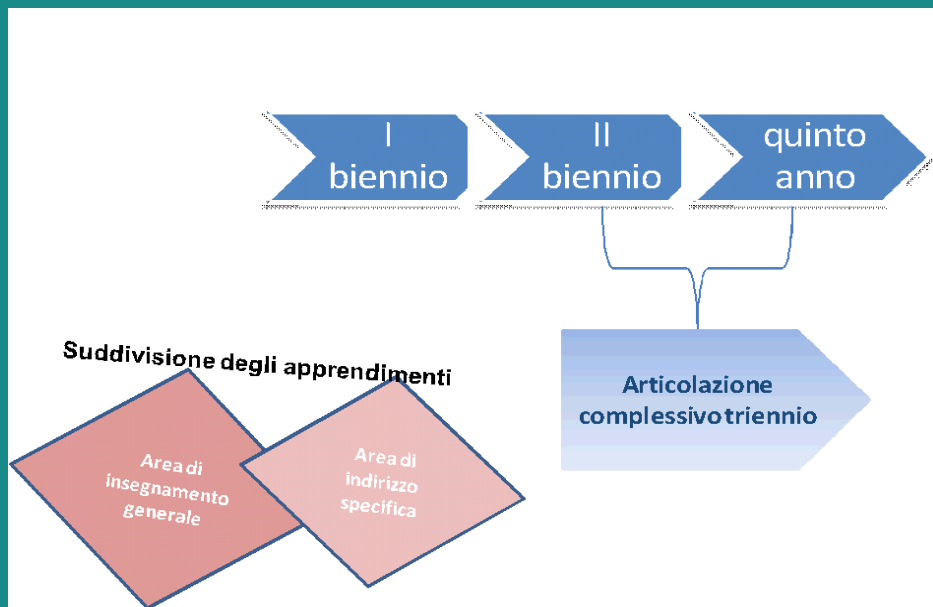 I
biennio
II
biennio
quinto
anno
Articolazione
complessivo triennio
Suddivisione degli apprendimenti
Area di
insegnamento
generale
Area di
indirizzo
specifica